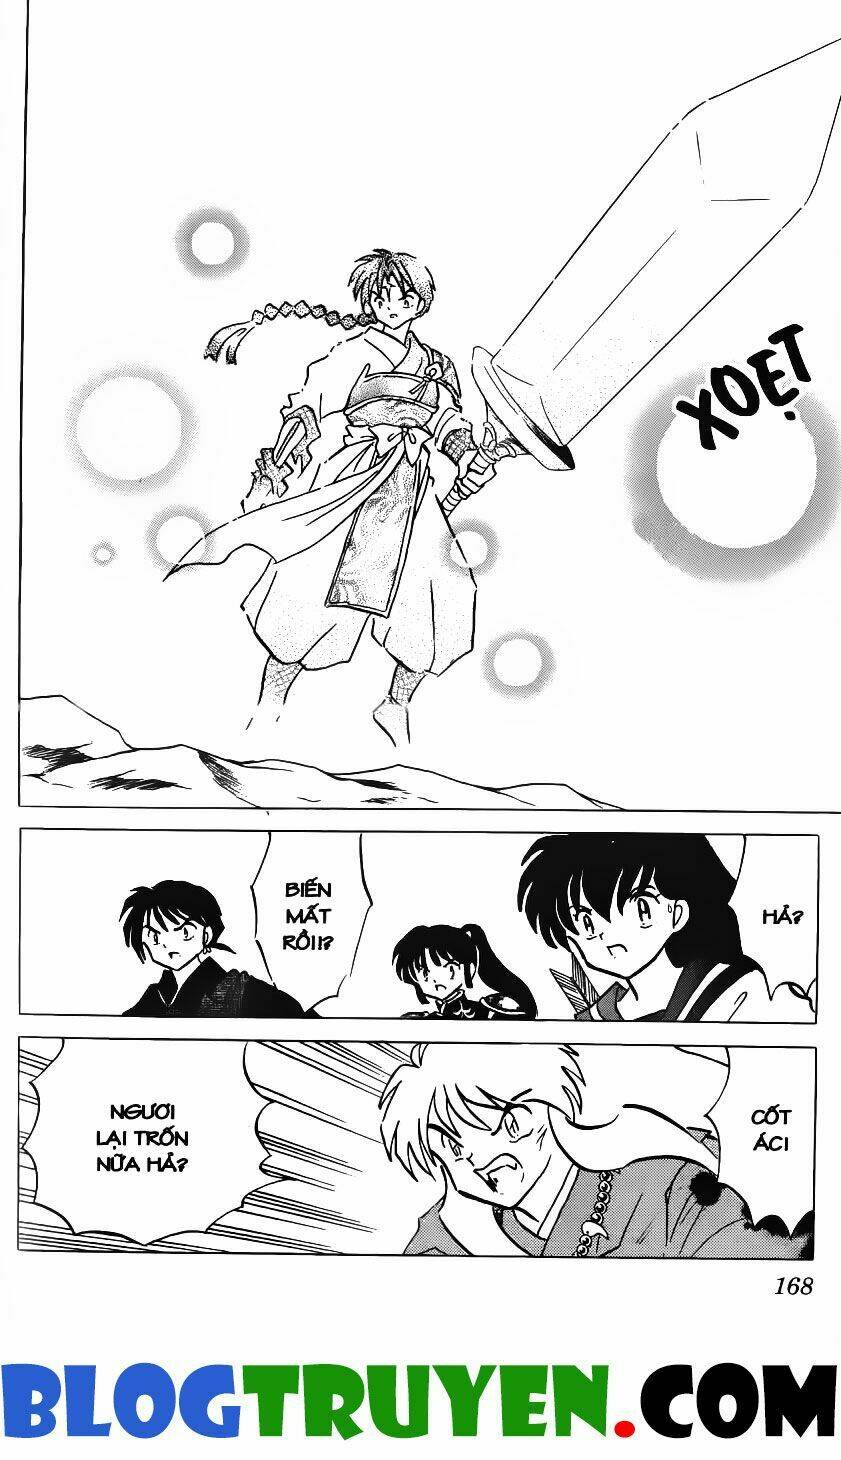 XOẸT
BIẾN
MẤT
RỒI!?
HẢ?
NGƯƠI
LẠI TRỐN
NỮA HẢ?
CỐT
ÁC!
168
BLOGTRUYEN.COM